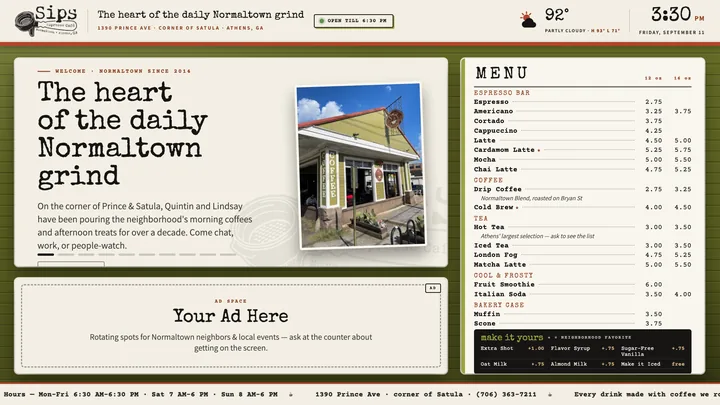 Sips
The heart of the daily Normaltown grind
1390 PRINCE AVE · CORNER OF SATULA · ATHENS, GA
OPEN TILL 6:30 PM
92°
PARTLY CLOUDY · H 92° L 71°
3:30 PM
FRIDAY, SEPTEMBER 11
WELCOME · NORMALTOWN SINCE 2014
The heart
of the daily
Normaltown
grind
On the corner of Prince & Satula, Quintin and Lindsay
have been pouring the neighborhood's morning coffees
and afternoon treats for over a decade. Come chat,
work, or people-watch.
COFFEE
AD
AD SPACE
Your Ad Here
Rotating spots for Normaltown neighbors & local events — ask at the counter about
getting on the screen.
MENU 12 oz 16 oz
ESPRESSO BAR
Espresso 2.75
Americano 3.25 3.75
Cortado 3.75
Cappuccino 4.25
Latte 4.50 5.00
Cardamom Latte 5.25 5.75
Mocha 5.00 5.50
Chai Latte 4.75 5.25
COFFEE
Drip Coffee 2.75 3.25
Normaltown Blend, roasted on Bryan St
Cold Brew 4.00 4.50
TEA
Hot Tea 3.00 3.50
Athens' largest selection — ask to see the list
Iced Tea 3.00 3.50
London Fog 4.75 5.25
Matcha Latte 5.00 5.50
COOL & FROSTY
Fruit Smoothie 6.00
Italian Soda 3.50 4.00
BAKERY CASE
Muffin 3.50
Scone 3.75
make it yours NEIGHBORHOOD FAVORITE
Extra Shot +1.00 Flavor Syrup +.75 Sugar-Free Vanilla +.75
Oat Milk +.75 Almond Milk +.75 Make it Iced free
Hours — Mon–Fri 6:30 AM–6:30 PM · Sat 7 AM–6 PM · Sun 8 AM–6 PM 1390 Prince Ave · corner of Satula · (706) 363-7211 Every drink made with coffee we